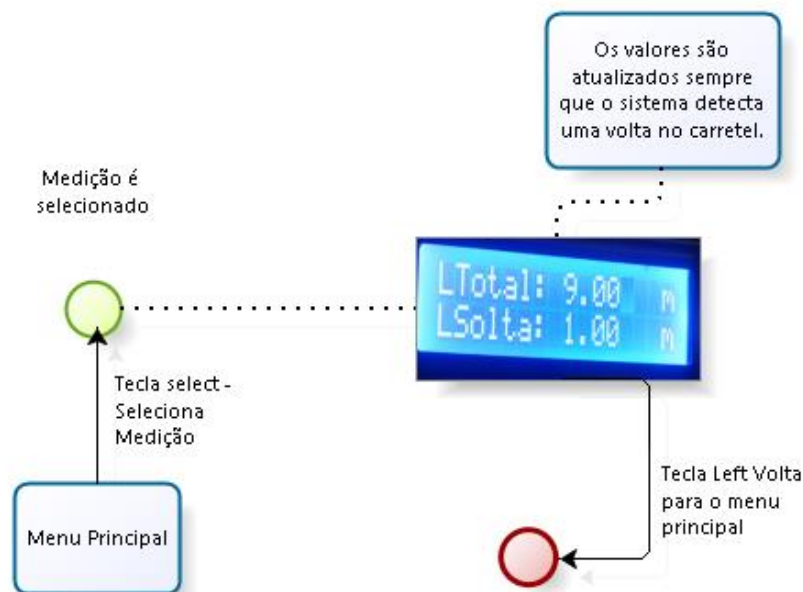 Os valores são
atualizados sempre
que o sistema detecta
uma volta no carretel.
Medição é
selecionado
LTotal: 9.00 m
LSolta: 1.00 m
Tecla select -
Seleciona
Medição
Menu Principal
Tecla Left Volta
para o menu
principal